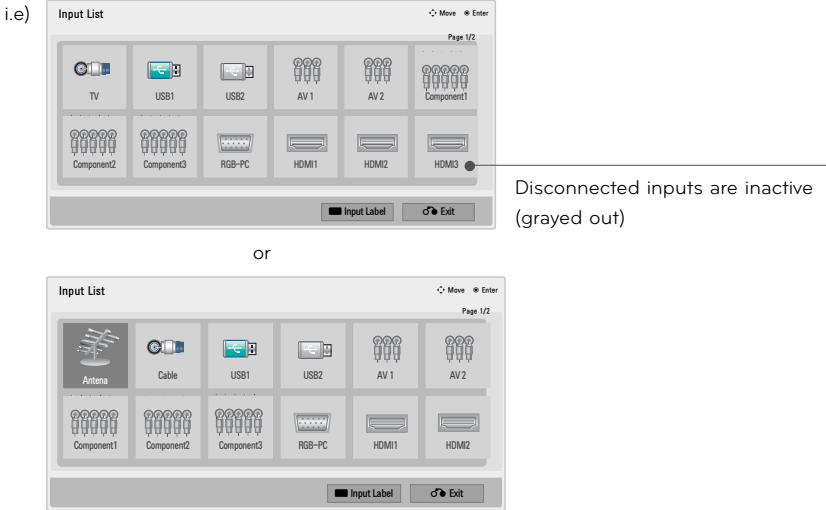 i.e)
Input List
Move Enter
Page 1/2
TV USB1 USB2 AV 1 AV 2 Component1
Component2 Component3 RGB-PC HDMI1 HDMI2 HDMI3
Input Label Exit
Disconnected inputs are inactive
(grayed out)
or
Input List
Move Enter
Page 1/2
Antena Cable USB1 USB2 AV 1 AV 2
Component1 Component2 Component3 RGB-PC HDMI1 HDMI2
Input Label Exit